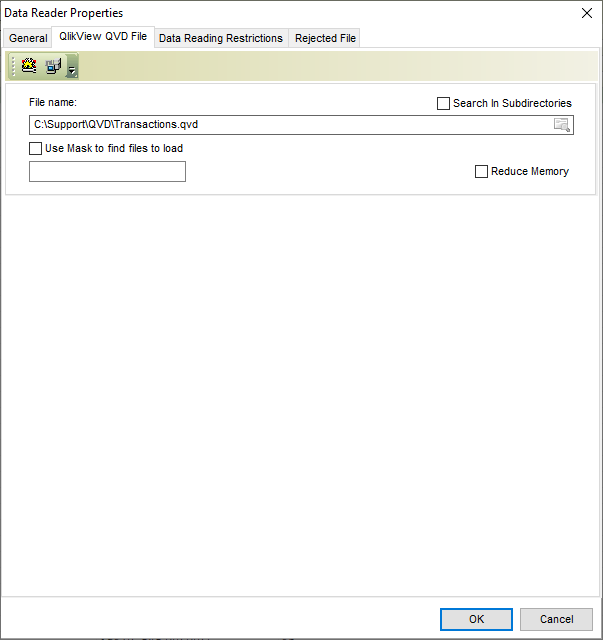 Data Reader Properties
General QlikView QVD File Data Reading Restrictions Rejected File
File name: Search In Subdirectories
C:\Support\QVD\Transactions.qvd
Use Mask to find files to load
Reduce Memory
OK Cancel